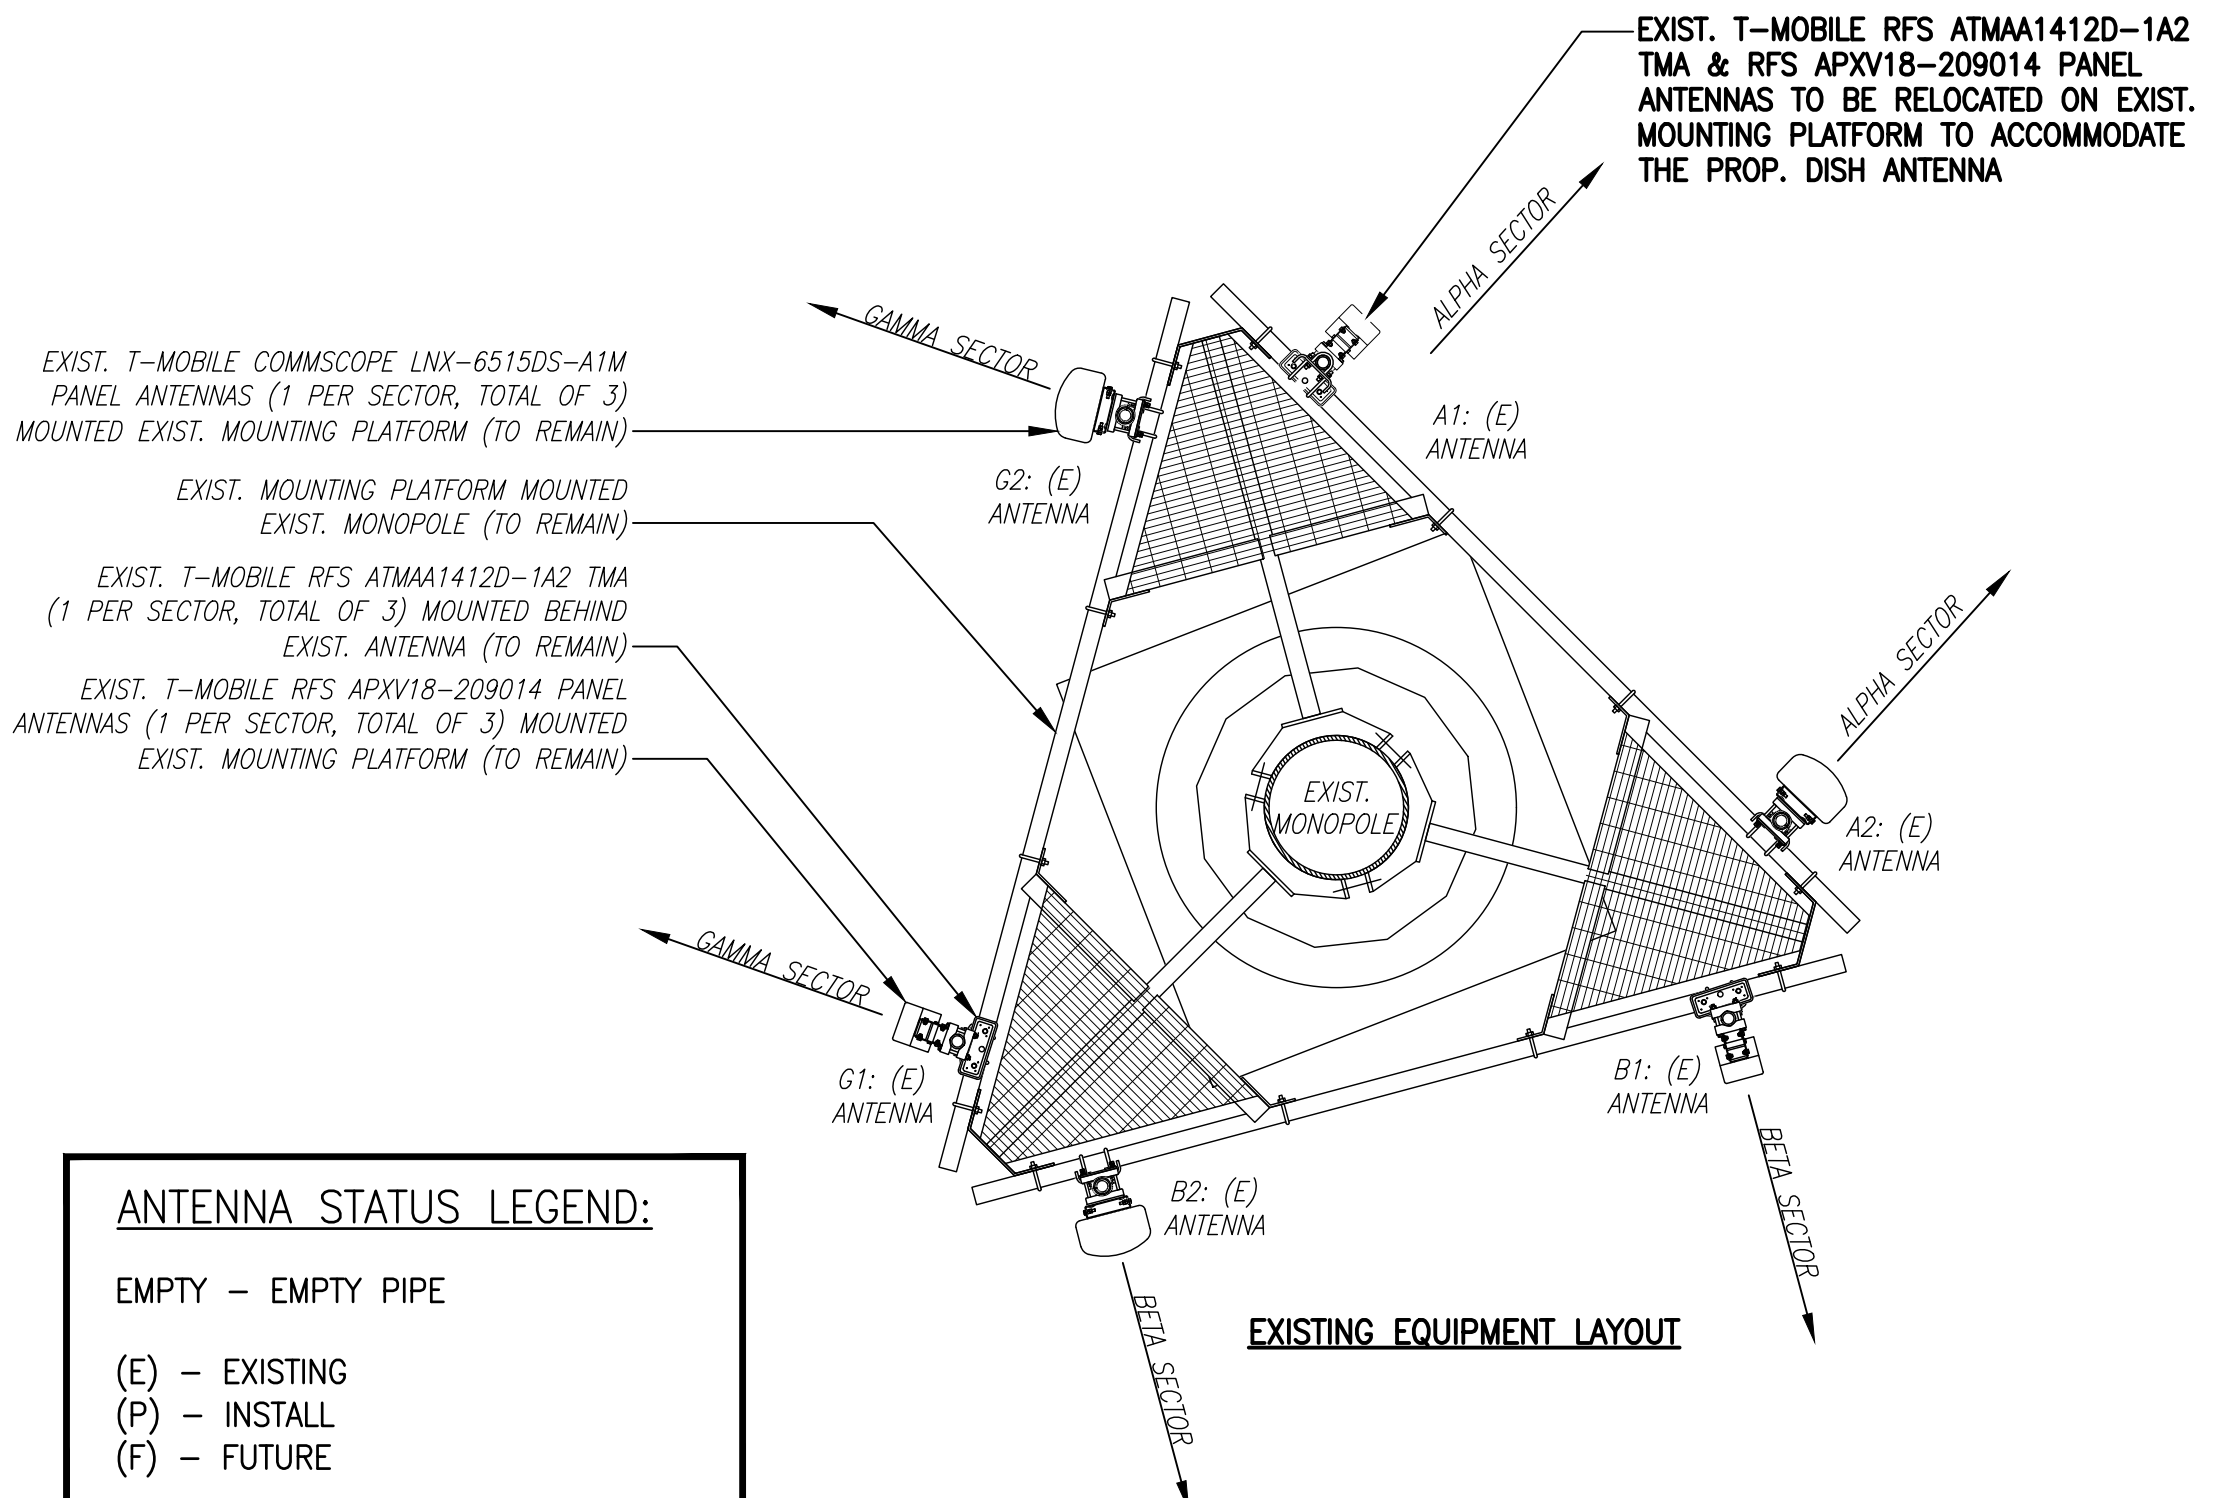 EXIST. T-MOBILE RFS ATMAA1412D-1A2
TMA & RFS APXV18-209014 PANEL
ANTENNAS TO BE RELOCATED ON EXIST.
MOUNTING PLATFORM TO ACCOMMODATE
THE PROP. DISH ANTENNA
ALPHA SECTOR
GAMMA SECTOR
EXIST. T-MOBILE COMMSCOPE LNX-6515DS-A1M
PANEL ANTENNAS (1 PER SECTOR, TOTAL OF 3)
MOUNTED EXIST. MOUNTING PLATFORM (TO REMAIN)
A1: (E)
ANTENNA
G2: (E)
ANTENNA
EXIST. MOUNTING PLATFORM MOUNTED
EXIST. MONOPOLE (TO REMAIN)
EXIST. T-MOBILE RFS ATMAA1412D-1A2 TMA
(1 PER SECTOR, TOTAL OF 3) MOUNTED BEHIND
EXIST. ANTENNA (TO REMAIN)
ALPHA SECTOR
EXIST. T-MOBILE RFS APXV18-209014 PANEL
ANTENNAS (1 PER SECTOR, TOTAL OF 3) MOUNTED
EXIST. MOUNTING PLATFORM (TO REMAIN)
EXIST.
MONOPOLE
A2: (E)
ANTENNA
GAMMA SECTOR
G1: (E)
ANTENNA
B1: (E)
ANTENNA
BETA SECTOR
B2: (E)
ANTENNA
BETA SECTOR
EXISTING EQUIPMENT LAYOUT
ANTENNA STATUS LEGEND:
EMPTY - EMPTY PIPE
(E) - EXISTING
(P) - INSTALL
(F) - FUTURE